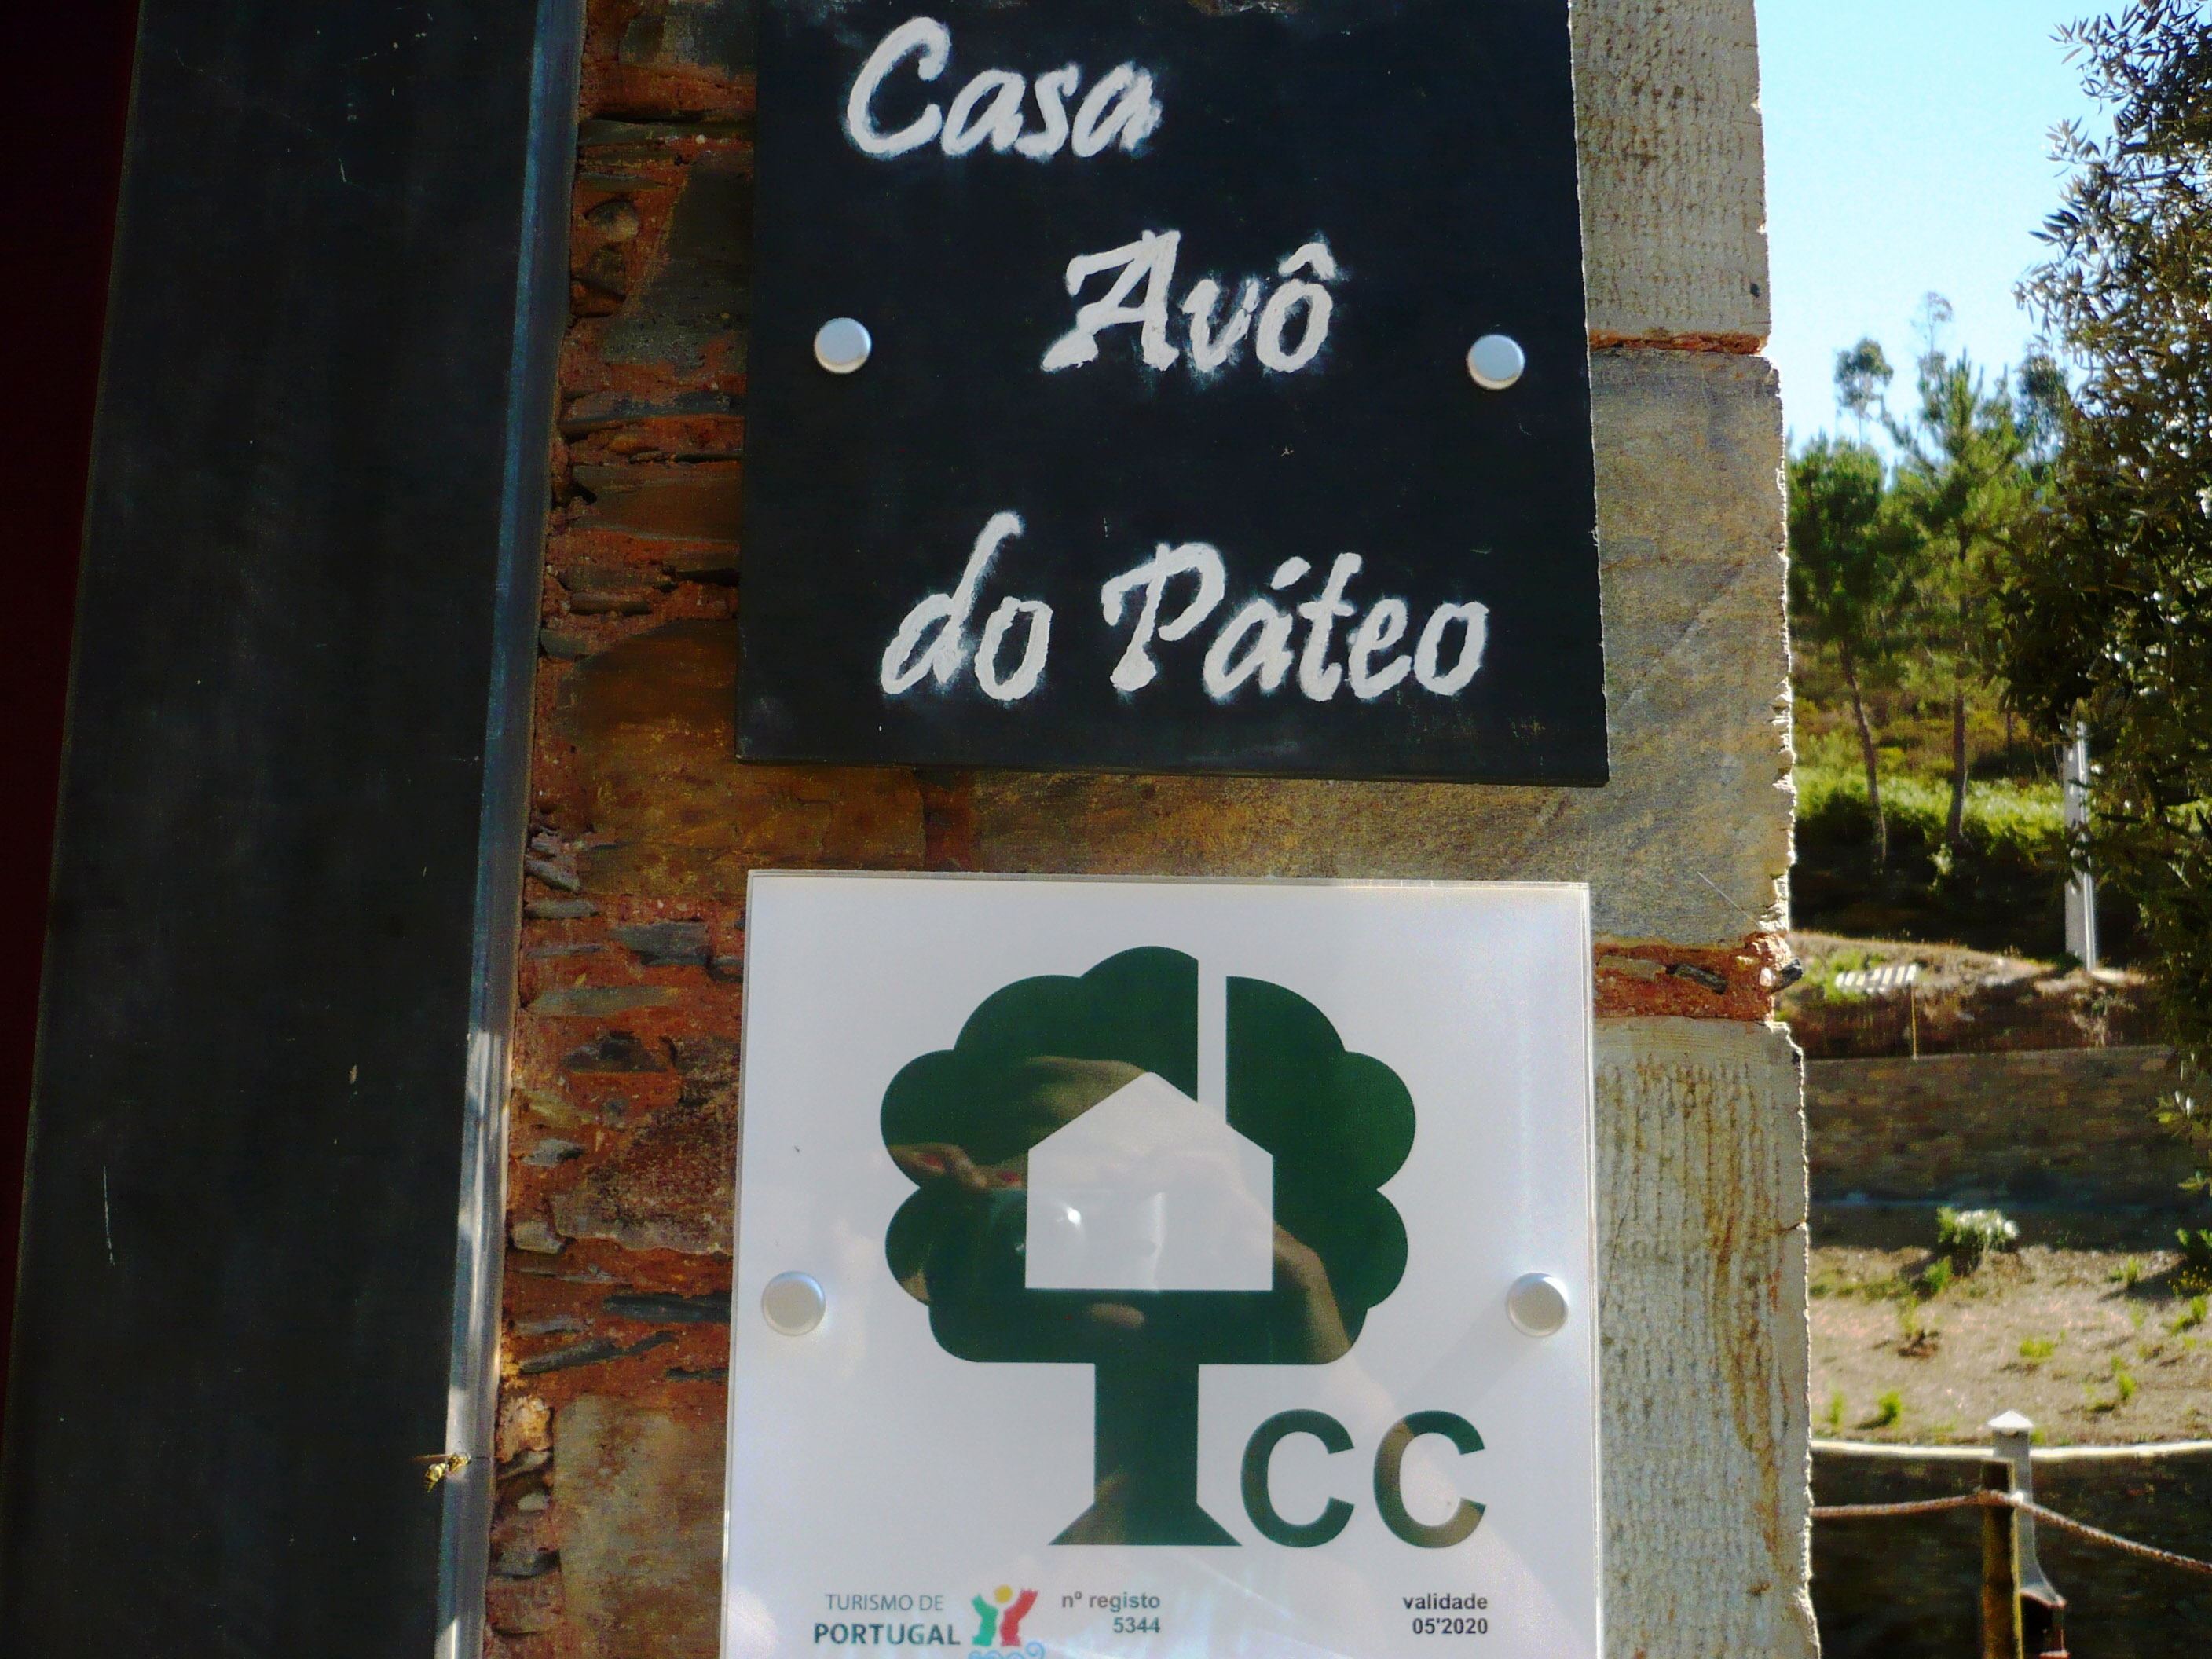 Casa
Avô
do Páteo
CC
TURISMO DE
PORTUGAL
nº registo
5344
validade
05'2020